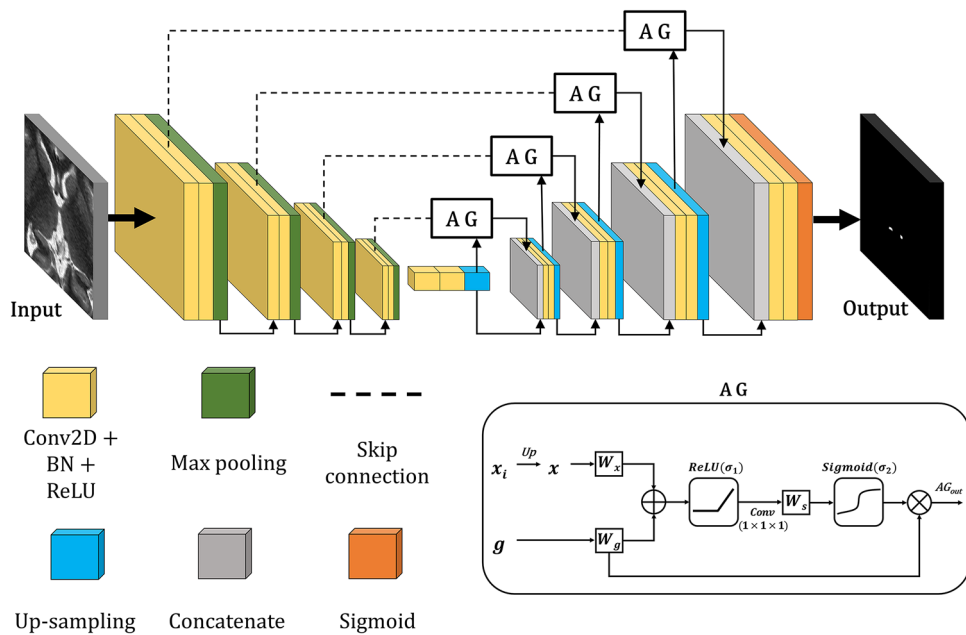 A G
A G
A G
A G
Input
Output
Conv2D +
BN +
ReLU
Max pooling
Skip
connection
Up-sampling
Concatenate
Sigmoid
A G
x_i Up x W_x
ReLU(σ_1)
Sigmoid(σ_2)
AG_out
Conv
(1 × 1 × 1)
W_s
g W_g